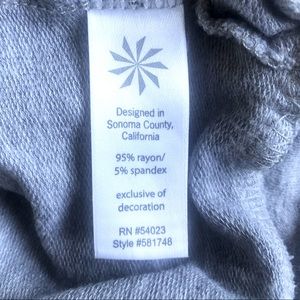 Designed in
Sonoma County,
California
95% rayon/
5% spandex
exclusive of
decoration
RN #54023
Style #581748